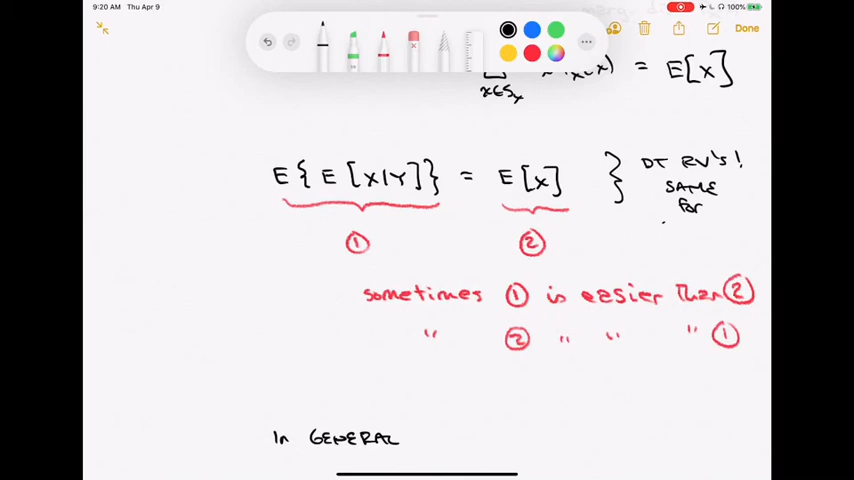 9:20 AM Thu Apr 9
100%
Done
x∈Sx
= E[X]
E{E[X|Y]} = E[X] } DT RV's!
SAME
For
① ②
sometimes ① is easier than ②
" ② " " " ①
In GENERAL